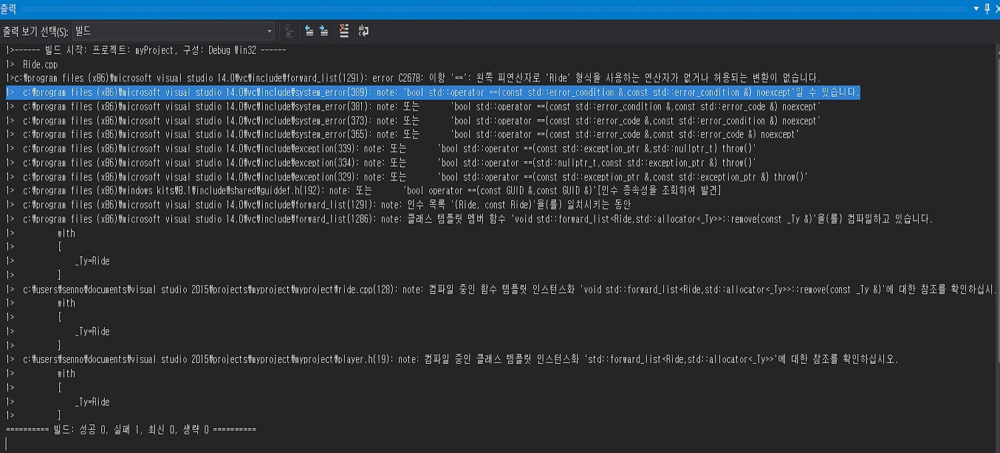 출력
출력 보기 선택(S): 빌드
1>------ 빌드 시작: 프로젝트: myProject, 구성: Debug Win32 ------
1>  Ride.cpp
1>c:\program files (x86)\microsoft visual studio 14.0\vc\include\forward_list(1291): error C2678: 이항 '==': 왼쪽 피연산자로 'Ride' 형식을 사용하는 연산자가 없거나 허용되는 변환이 없습니다.
1>  c:\program files (x86)\microsoft visual studio 14.0\vc\include\system_error(389): note: 'bool std::operator ==(const std::error_condition &,const std::error_condition &) noexcept'일 수 있습니다.
1>  c:\program files (x86)\microsoft visual studio 14.0\vc\include\system_error(381): note: 또는       'bool std::operator ==(const std::error_condition &,const std::error_code &) noexcept'
1>  c:\program files (x86)\microsoft visual studio 14.0\vc\include\system_error(373): note: 또는       'bool std::operator ==(const std::error_code &,const std::error_condition &) noexcept'
1>  c:\program files (x86)\microsoft visual studio 14.0\vc\include\system_error(365): note: 또는       'bool std::operator ==(const std::error_code &,const std::error_code &) noexcept'
1>  c:\program files (x86)\microsoft visual studio 14.0\vc\include\exception(339): note: 또는       'bool std::operator ==(const std::exception_ptr &,std::nullptr_t) throw()'
1>  c:\program files (x86)\microsoft visual studio 14.0\vc\include\exception(334): note: 또는       'bool std::operator ==(std::nullptr_t,const std::exception_ptr &) throw()'
1>  c:\program files (x86)\microsoft visual studio 14.0\vc\include\exception(329): note: 또는       'bool std::operator ==(const std::exception_ptr &,const std::exception_ptr &) throw()'
1>  c:\program files (x86)\windows kits\8.1\include\shared\guiddef.h(192): note: 또는       'bool operator ==(const GUID &,const GUID &)'[인수 종속성을 조회하여 발견]
1>  c:\program files (x86)\microsoft visual studio 14.0\vc\include\forward_list(1291): note: 인수 목록 '(Ride, const Ride)'을(를) 일치시키는 동안
1>  c:\program files (x86)\microsoft visual studio 14.0\vc\include\forward_list(1286): note: 클래스 템플릿 멤버 함수 'void std::forward_list<Ride,std::allocator<_Ty>>::remove(const _Ty &)'을(를) 컴파일하고 있습니다.
1>          with
1>          [
1>              _Ty=Ride
1>          ]
1>  c:\users\senno\documents\visual studio 2015\projects\myproject\myproject\ride.cpp(128): note: 컴파일 중인 함수 템플릿 인스턴스화 'void std::forward_list<Ride,std::allocator<_Ty>>::remove(const _Ty &)'에 대한 참조를 확인하십시.
1>          with
1>          [
1>              _Ty=Ride
1>          ]
1>  c:\users\senno\documents\visual studio 2015\projects\myproject\myproject\player.h(19): note: 컴파일 중인 클래스 템플릿 인스턴스화 'std::forward_list<Ride,std::allocator<_Ty>>'에 대한 참조를 확인하십시오.
1>          with
1>          [
1>              _Ty=Ride
1>          ]
========== 빌드: 성공 0, 실패 1, 최신 0, 생략 0 ==========